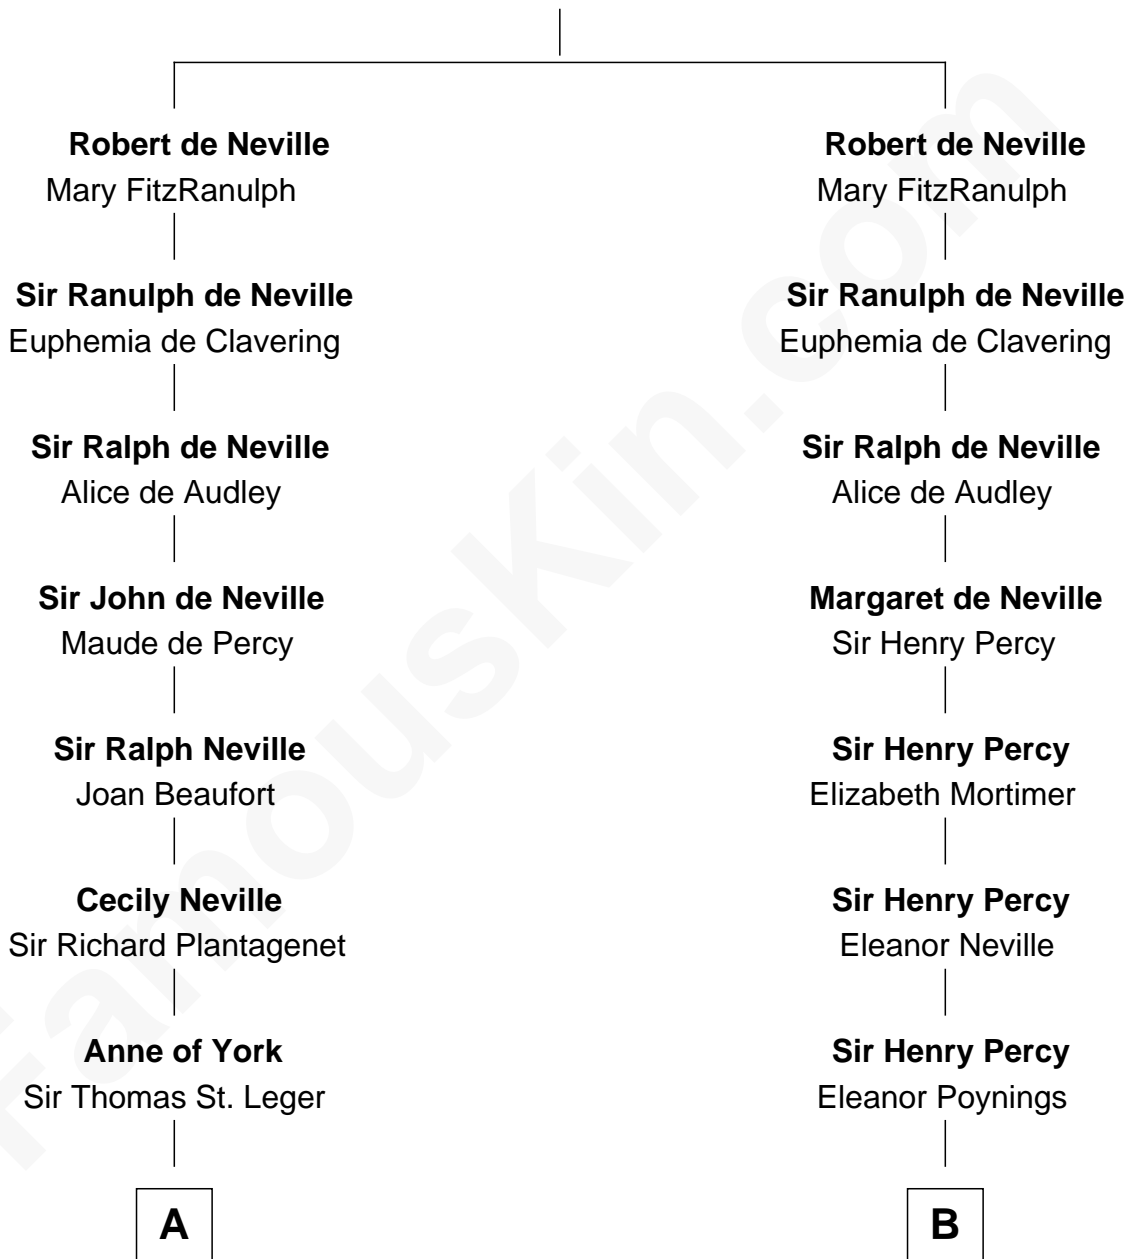 Robert de Neville
Mary FitzRanulph
Sir Ranulph de Neville
Euphemia de Clavering
Sir Ralph de Neville
Alice de Audley
Sir John de Neville
Maude de Percy
Sir Ralph Neville
Joan Beaufort
Cecily Neville
Sir Richard Plantagenet
Anne of York
Sir Thomas St. Leger
A
Robert de Neville
Mary FitzRanulph
Sir Ranulph de Neville
Euphemia de Clavering
Sir Ralph de Neville
Alice de Audley
Margaret de Neville
Sir Henry Percy
Sir Henry Percy
Elizabeth Mortimer
Sir Henry Percy
Eleanor Neville
Sir Henry Percy
Eleanor Poynings
B
FamousKin.com